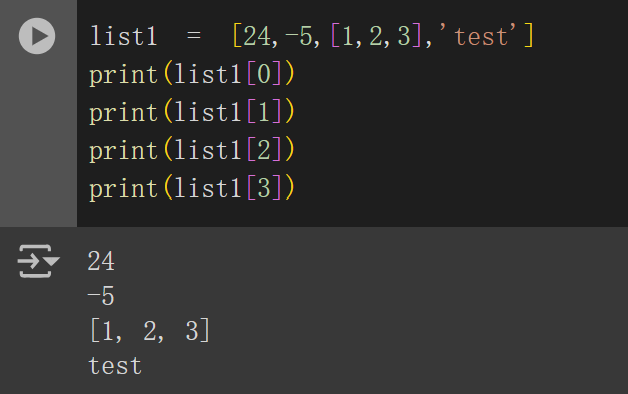 list1  =  [24,-5,[1,2,3],'test']
print(list1[0])
print(list1[1])
print(list1[2])
print(list1[3])
24
-5
[1, 2, 3]
test